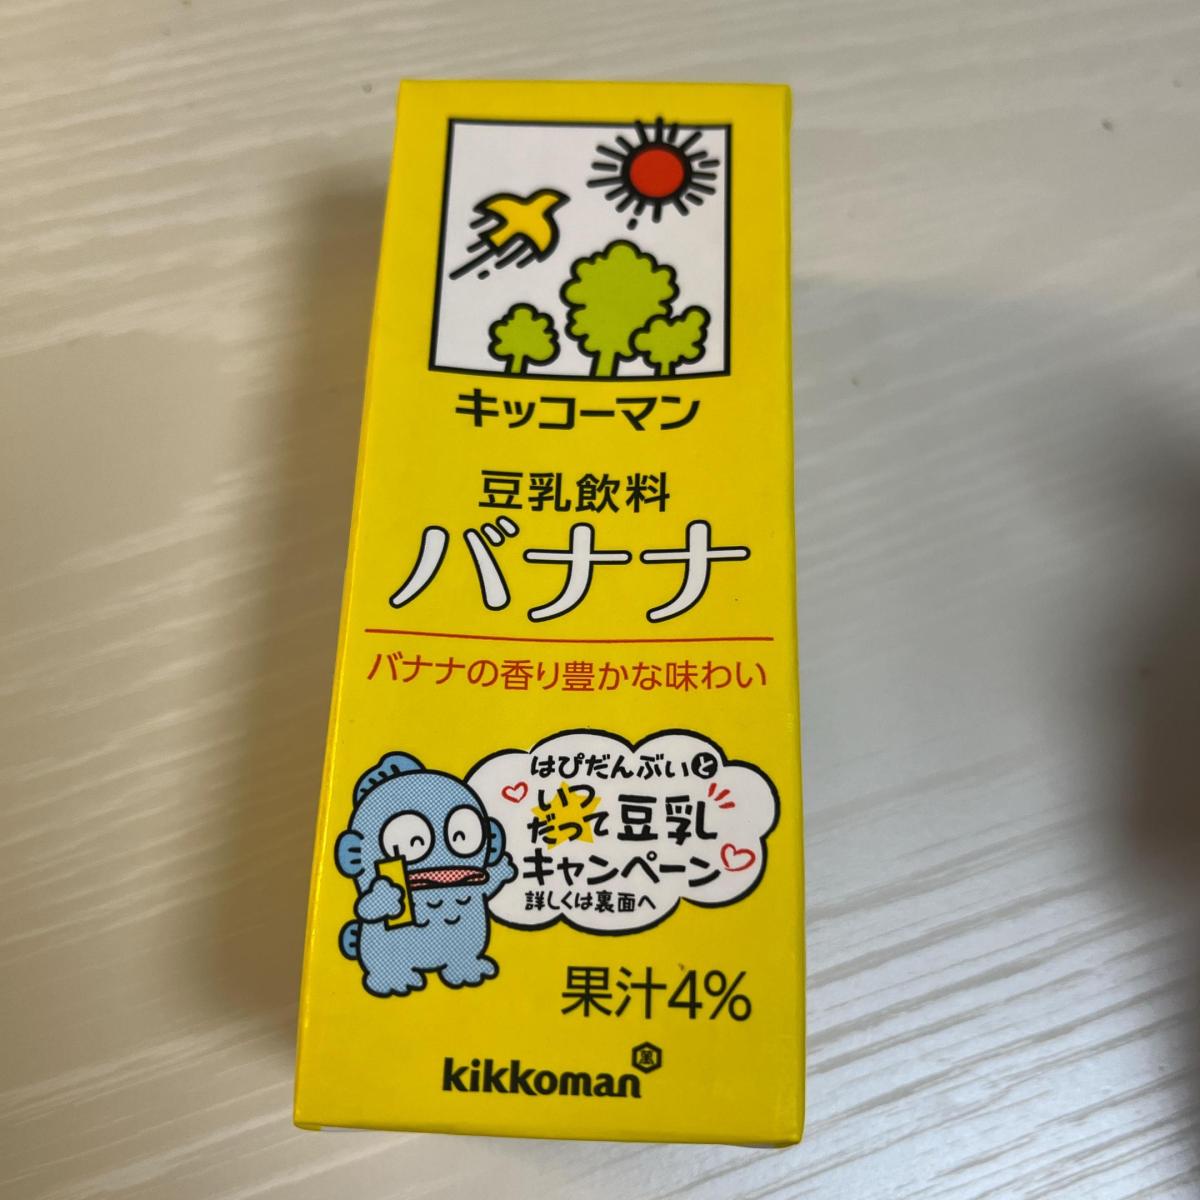 キッコーマン
豆乳飲料
バナナ
バナナの香り豊かな味わい
はぴだんぶいと
いつ
だって豆乳
キャンペーン
詳しくは裏面へ
果汁4%
kikkoman
萬